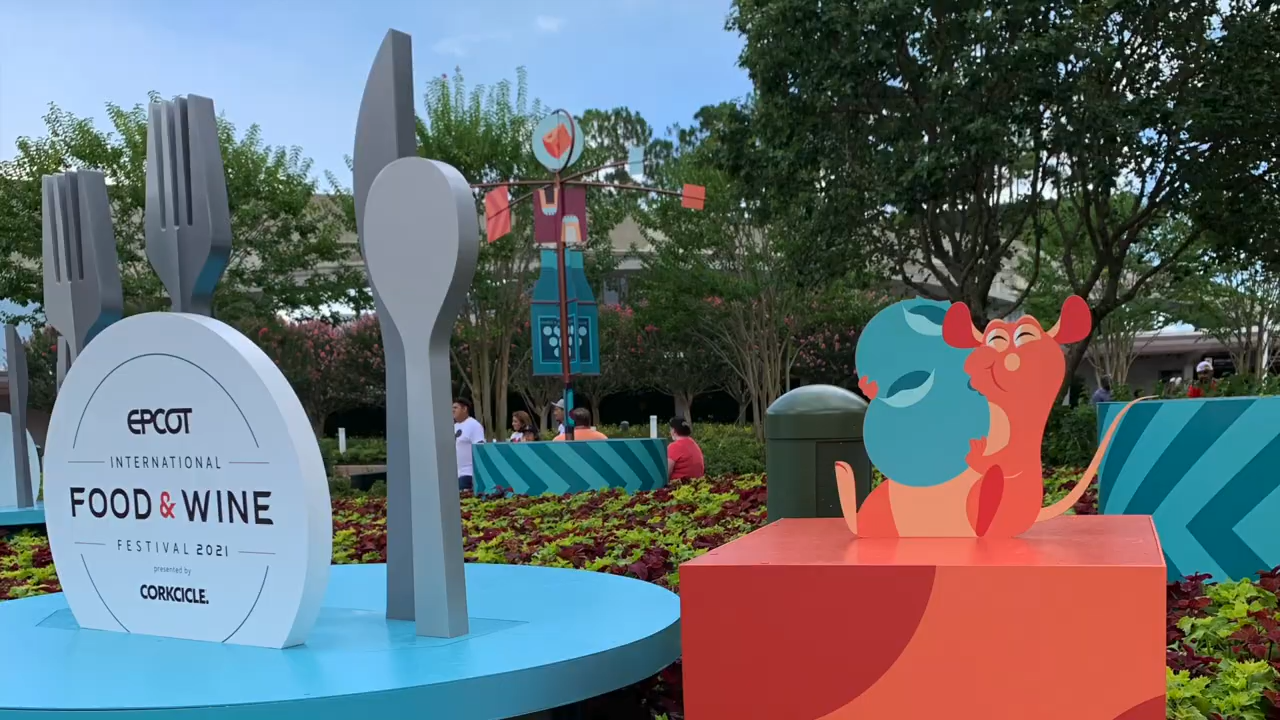 EPCOT
INTERNATIONAL
FOOD & WINE
FESTIVAL 2021
presented by
CORKCICLE.